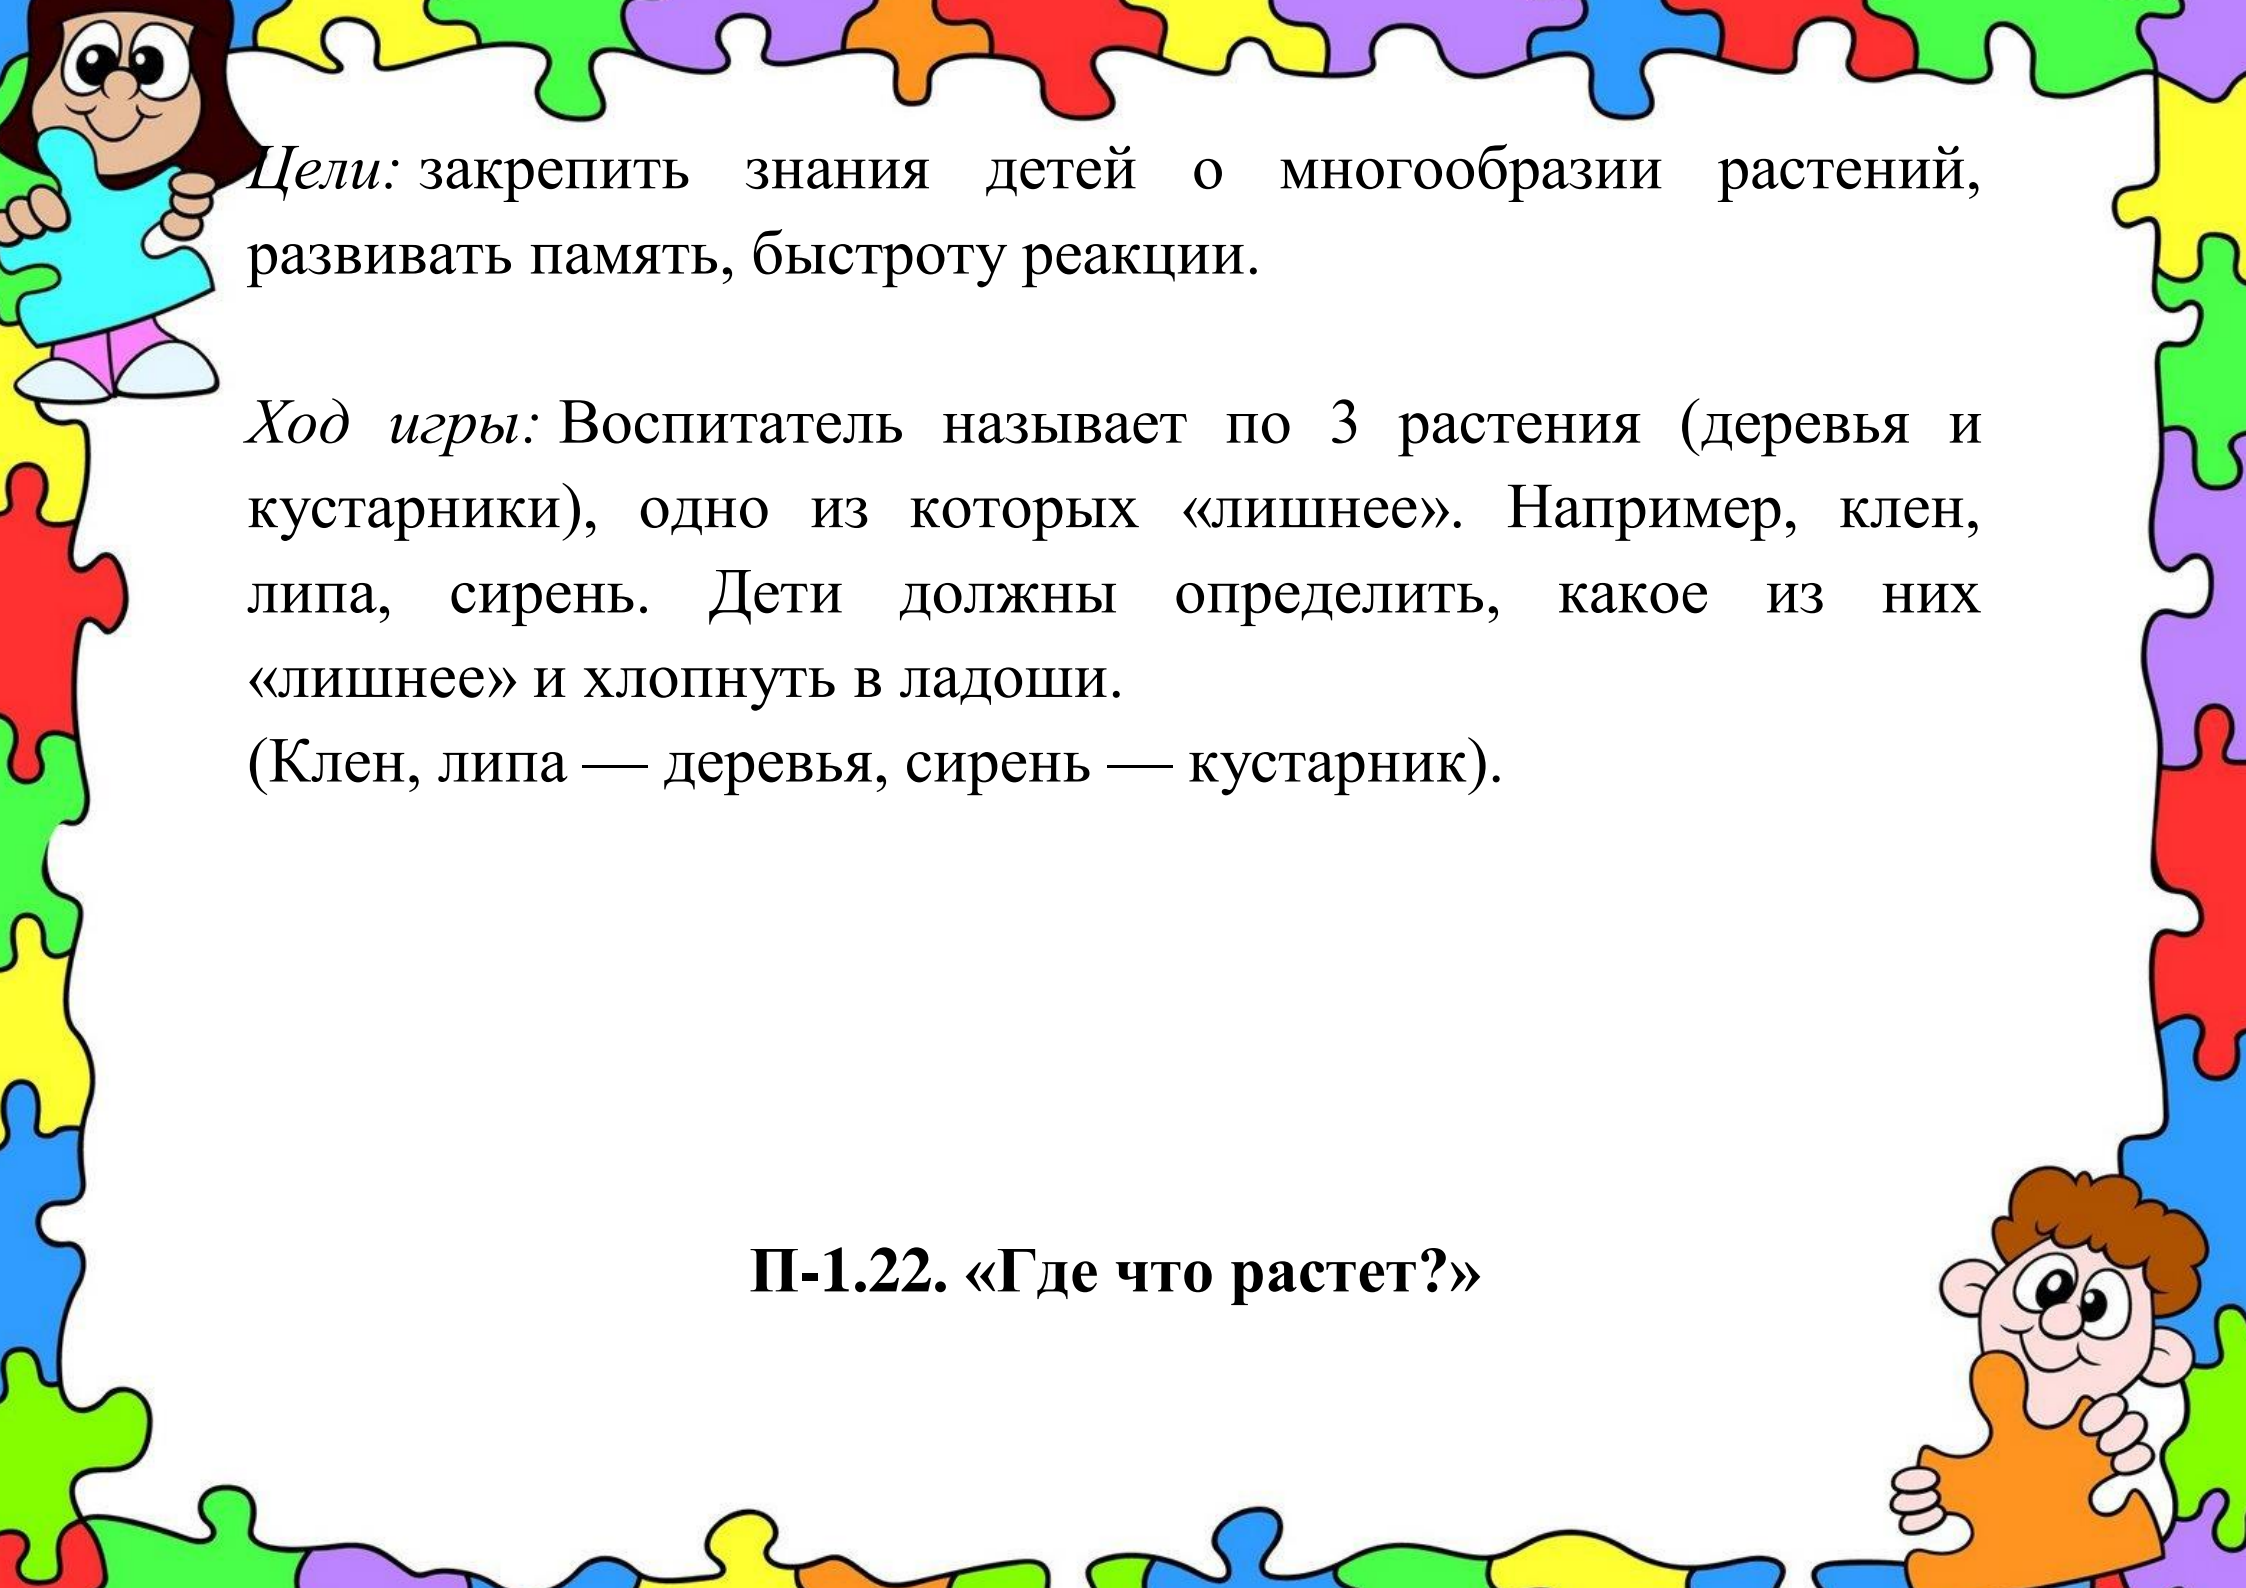 Цели: закрепить знания детей о многообразии растений,
развивать память, быстроту реакции.
Ход игры: Воспитатель называет по 3 растения (деревья и
кустарники), одно из которых «лишнее». Например, клен,
липа, сирень. Дети должны определить, какое из них
«лишнее» и хлопнуть в ладоши.
(Клен, липа — деревья, сирень — кустарник).
П-1.22. «Где что растет?»